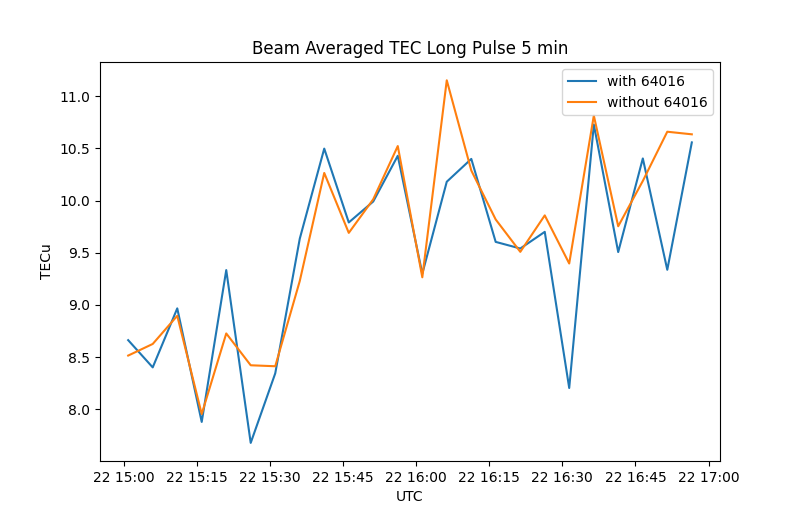 Beam Averaged TEC Long Pulse 5 min
with 64016
without 64016
TECu
11.0
10.5
10.0
9.5
9.0
8.5
8.0
22 15:00 22 15:15 22 15:30 22 15:45 22 16:00 22 16:15 22 16:30 22 16:45 22 17:00
UTC